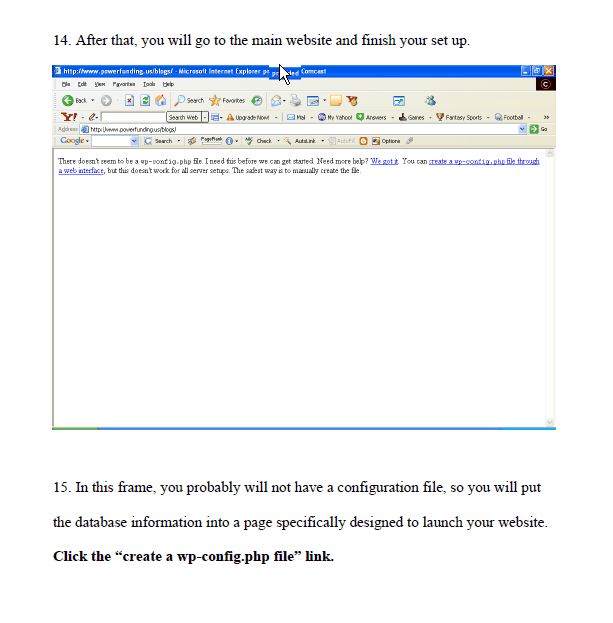 14. After that, you will go to the main website and finish your set up.
http://www.powerfunding.us/blogs/ - Microsoft Internet Explorer Comcast
File Edit View Favorites Tools Help
Back Search Favorites
Y! Search Web Upgrade Now! Mail My Yahoo! Answers Games Fantasy Sports Football
Address http://www.powerfunding.us/blogs/ Go
Google Search PageRank Check AutoLink AutoFill Options
There doesn't seem to be a wp-config.php file. I need this before we can get started. Need more help? We got it. You can create a wp-config.php file through
a web interface, but this doesn't work for all server setups. The safest way is to manually create the file.
15. In this frame, you probably will not have a configuration file, so you will put
the database information into a page specifically designed to launch your website.
Click the “create a wp-config.php file” link.